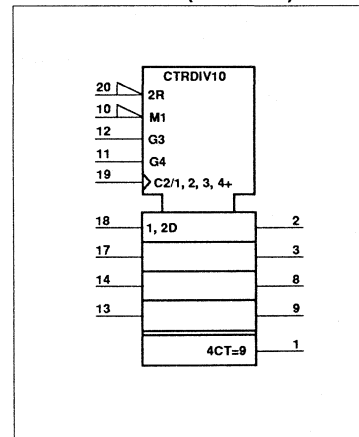 CTRDIV10
20 2R
10 M1
12 G3
11 G4
19 C2/1, 2, 3, 4+
18 1, 2D 2
17 3
14 8
13 9
4CT=9 1